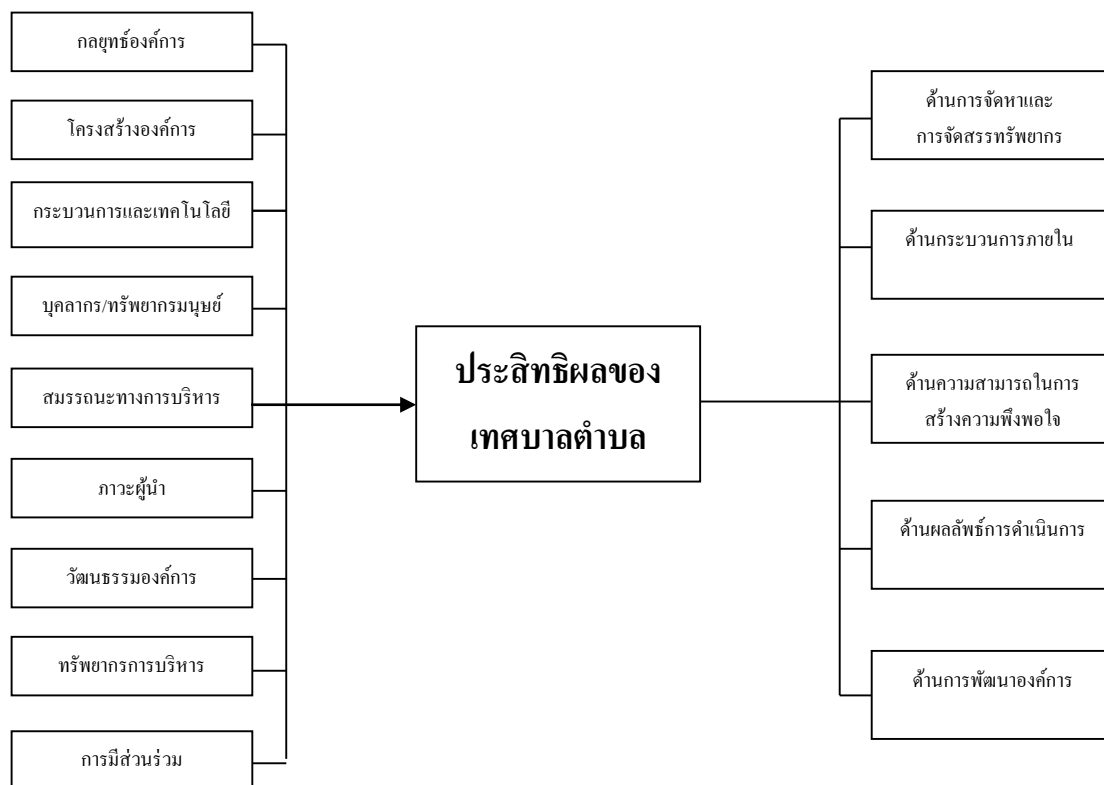 กลยุทธ์องค์การ
โครงสร้างองค์การ
กระบวนการและเทคโนโลยี
บุคลากร/ทรัพยากรมนุษย์
สมรรถนะทางการบริหาร
ภาวะผู้นำ
วัฒนธรรมองค์การ
ทรัพยากรการบริหาร
การมีส่วนร่วม
ประสิทธิผลของ
เทศบาลตำบล
ด้านการจัดหาและ
การจัดสรรทรัพยากร
ด้านกระบวนการภายใน
ด้านความสามารถในการ
สร้างความพึงพอใจ
ด้านผลลัพธ์การดำเนินการ
ด้านการพัฒนาองค์การ